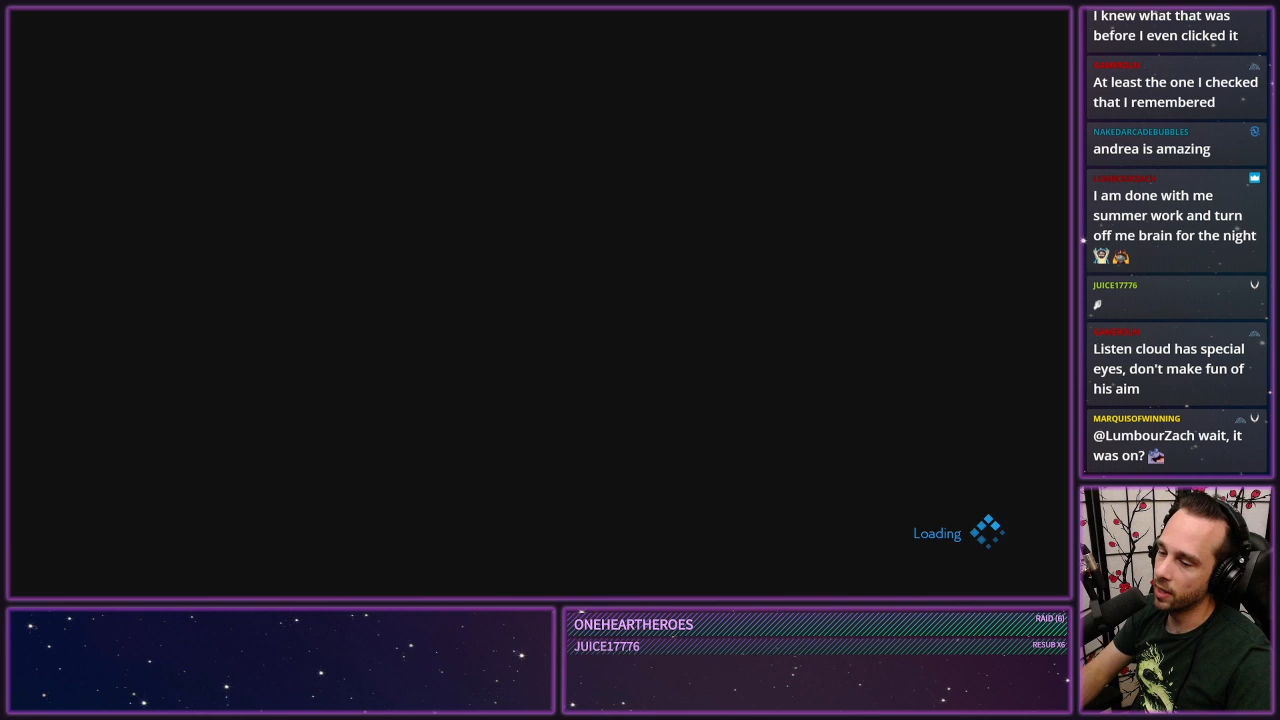 I knew what that was
before I even clicked it
At least the one I checked
that I remembered
NAKEDARCADEBUBBLES
andrea is amazing
I am done with me
summer work and turn
off me brain for the night
JUICE17776
Listen cloud has special
eyes, don't make fun of
his aim
MARQUISOFWINNING
@LumbourZach wait, it
was on?
Loading
ONEHEARTHEROES
RAID (6)
JUICE17776
RESUB X6